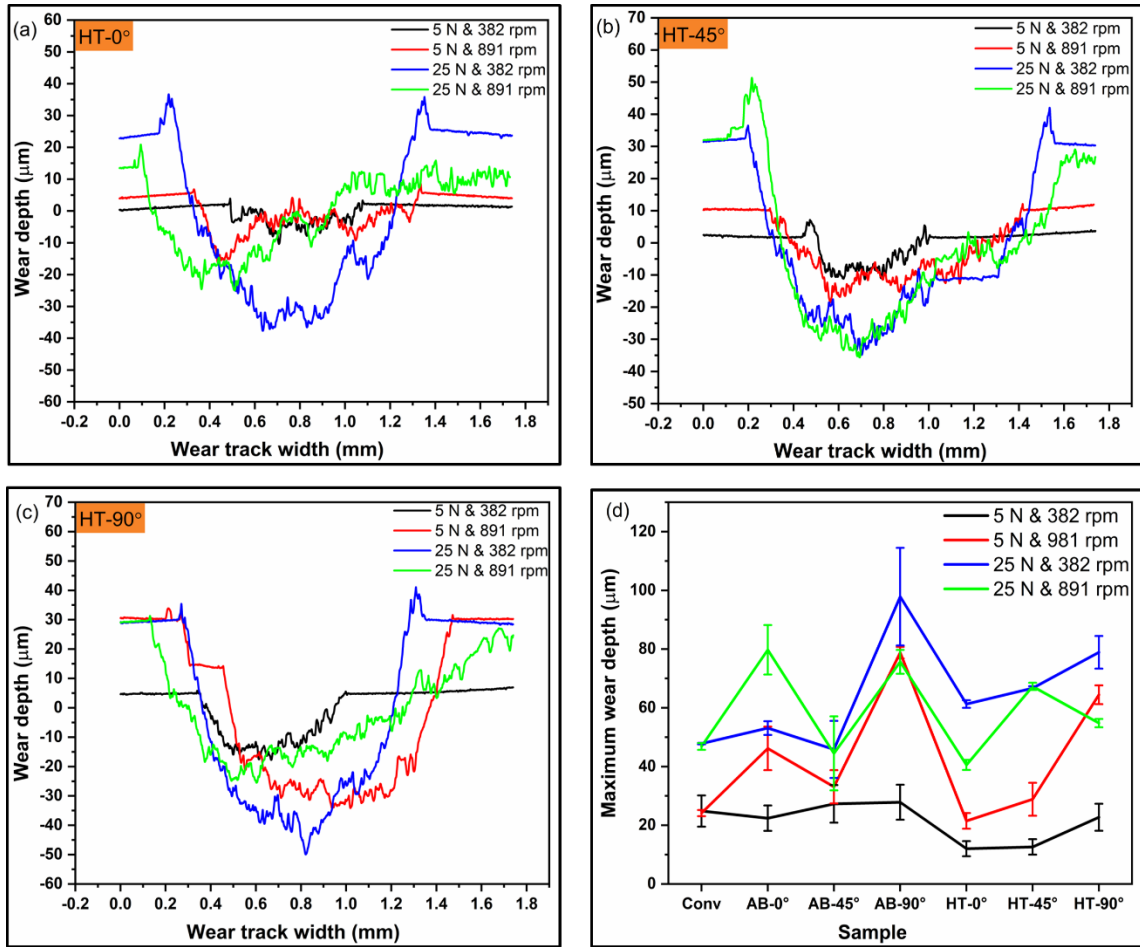 (a)
HT-0°
5 N & 382 rpm
5 N & 891 rpm
25 N & 382 rpm
25 N & 891 rpm
Wear depth (μm)
60
50
40
30
20
10
0
-10
-20
-30
-40
-50
-60
-0.2 0.0 0.2 0.4 0.6 0.8 1.0 1.2 1.4 1.6 1.8
Wear track width (mm)
(b)
HT-45°
5 N & 382 rpm
5 N & 891 rpm
25 N & 382 rpm
25 N & 891 rpm
Wear depth (μm)
70
60
50
40
30
20
10
0
-10
-20
-30
-40
-50
-0.2 0.0 0.2 0.4 0.6 0.8 1.0 1.2 1.4 1.6 1.8
Wear track width (mm)
(c)
HT-90°
5 N & 382 rpm
5 N & 891 rpm
25 N & 382 rpm
25 N & 891 rpm
Wear depth (μm)
70
60
50
40
30
20
10
0
-10
-20
-30
-40
-50
-60
-0.2 0.0 0.2 0.4 0.6 0.8 1.0 1.2 1.4 1.6 1.8
Wear track width (mm)
(d)
5 N & 382 rpm
5 N & 981 rpm
25 N & 382 rpm
25 N & 891 rpm
Maximum wear depth (μm)
120
100
80
60
40
20
0
Conv AB-0° AB-45° AB-90° HT-0° HT-45° HT-90°
Sample